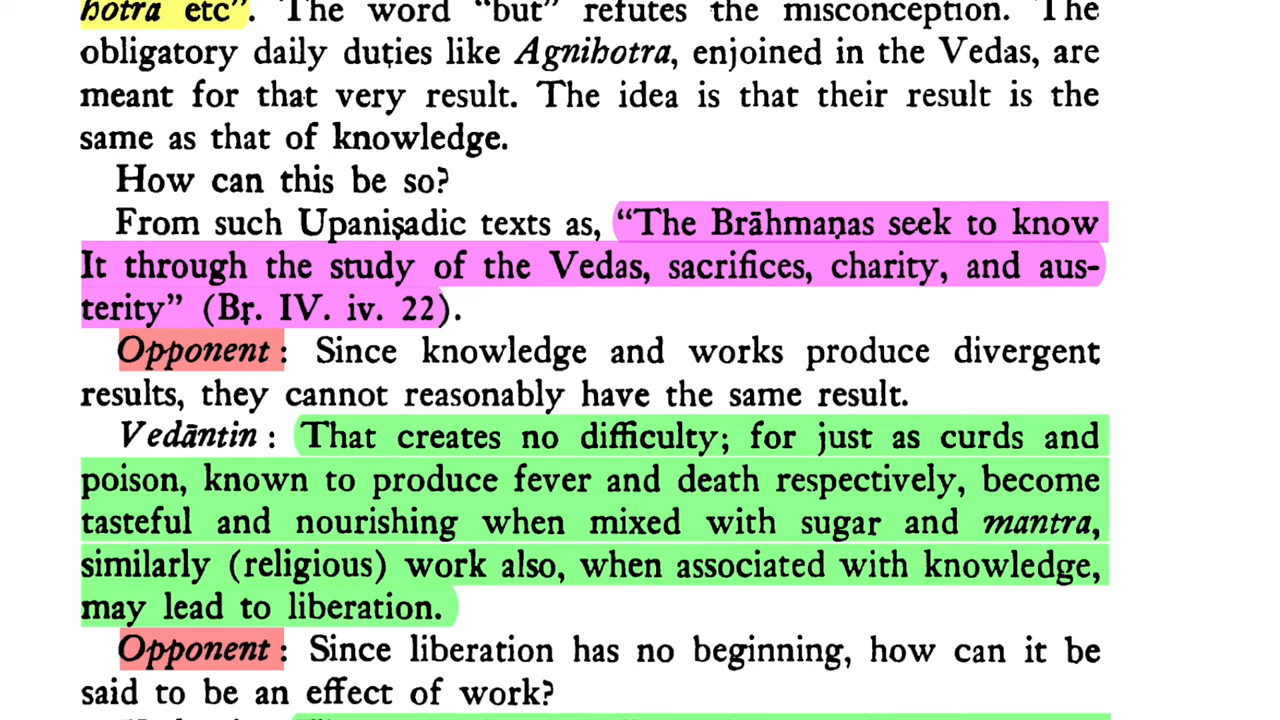 hotra etc”. The word “but” refutes the misconception. The
obligatory daily duties like Agnihotra, enjoined in the Vedas, are
meant for that very result. The idea is that their result is the
same as that of knowledge.
How can this be so?
From such Upaniṣadic texts as, “The Brāhmaṇas seek to know
It through the study of the Vedas, sacrifices, charity, and aus-
terity” (Bṛ. IV. iv. 22).
Opponent : Since knowledge and works produce divergent
results, they cannot reasonably have the same result.
Vedāntin : That creates no difficulty; for just as curds and
poison, known to produce fever and death respectively, become
tasteful and nourishing when mixed with sugar and mantra,
similarly (religious) work also, when associated with knowledge,
may lead to liberation.
Opponent : Since liberation has no beginning, how can it be
said to be an effect of work?